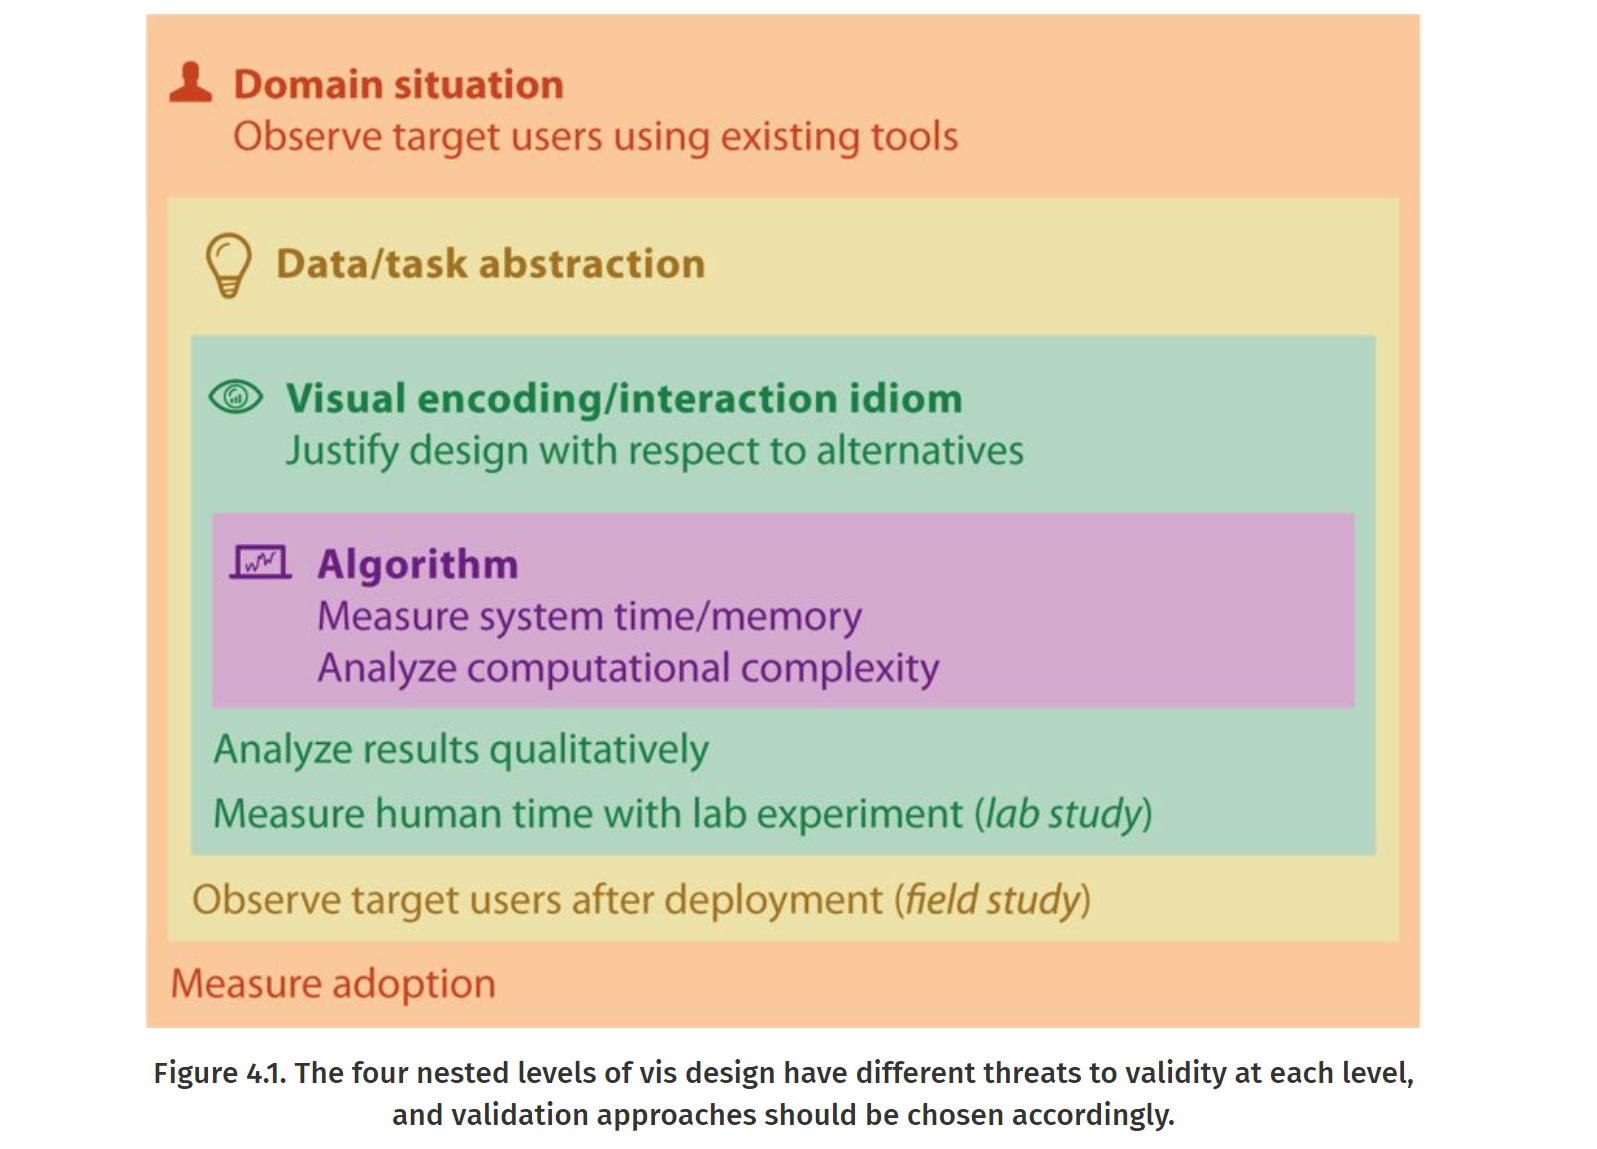 Domain situation
Observe target users using existing tools
Data/task abstraction
Visual encoding/interaction idiom
Justify design with respect to alternatives
Algorithm
Measure system time/memory
Analyze computational complexity
Analyze results qualitatively
Measure human time with lab experiment (lab study)
Observe target users after deployment (field study)
Measure adoption
Figure 4.1. The four nested levels of vis design have different threats to validity at each level,
and validation approaches should be chosen accordingly.